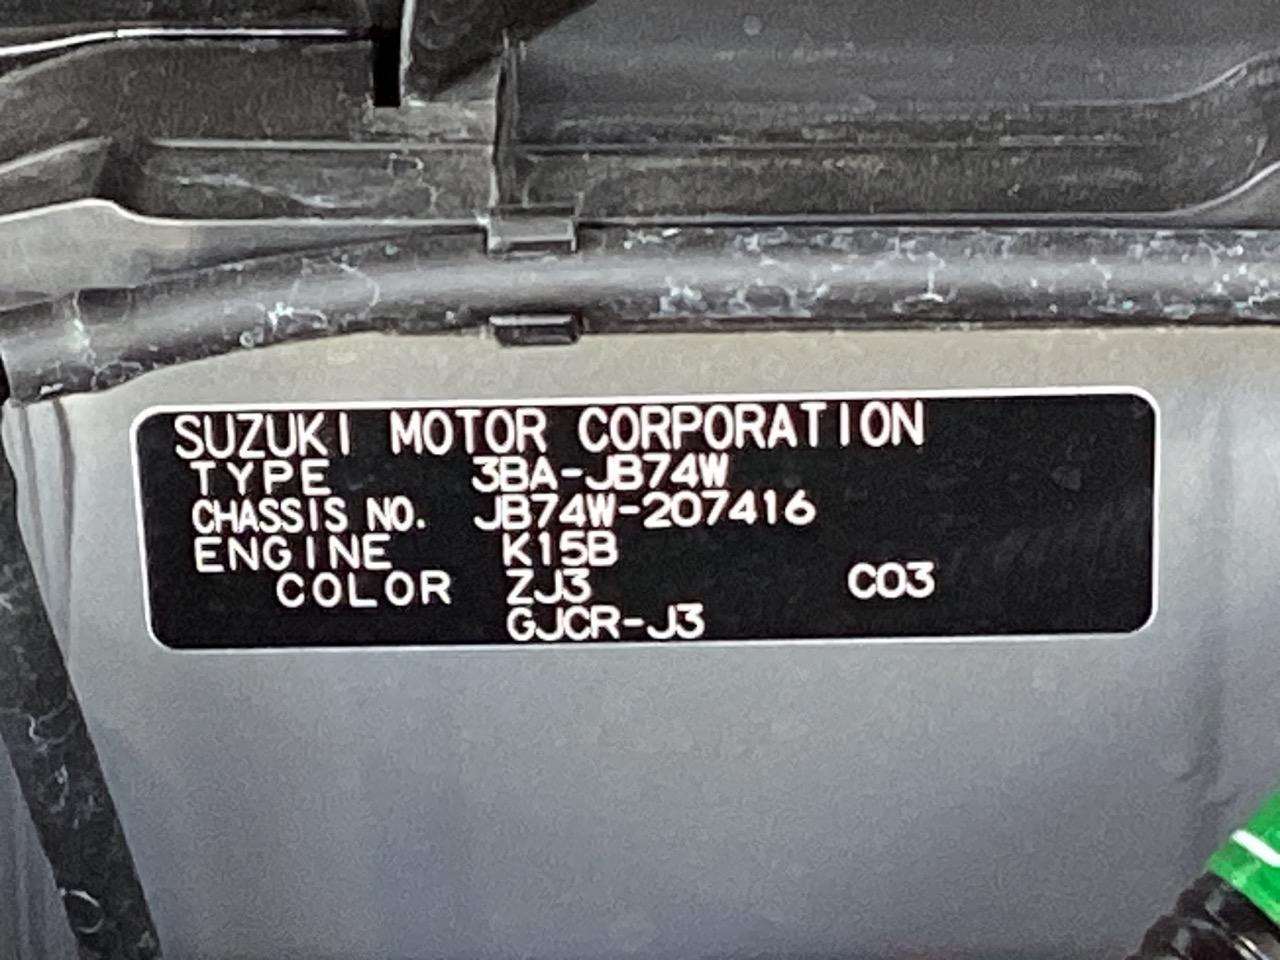 SUZUKI MOTOR CORPORATION
TYPE 3BA-JB74W
CHASSIS NO. JB74W-207416
ENGINE K15B
COLOR ZJ3 C03
GJCR-J3